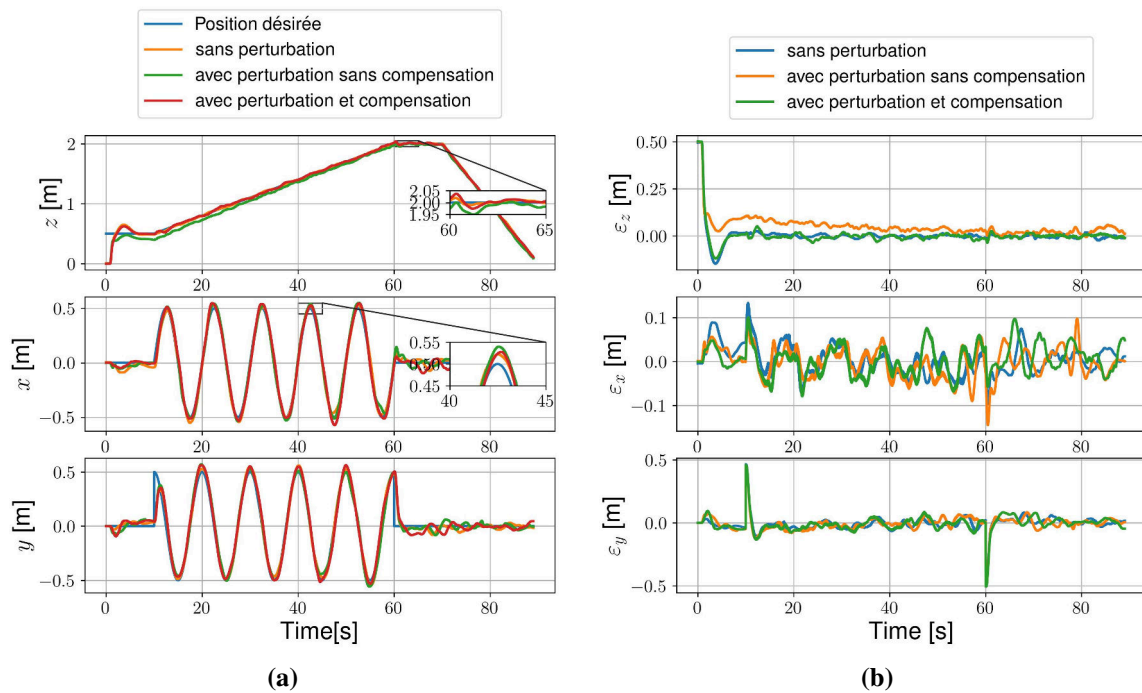 Position désirée
sans perturbation
avec perturbation sans compensation
avec perturbation et compensation
z [m]
2
1
0
2.05
2.00
1.95
60 65
0 20 40 60 80
x [m]
0.5
0.0
−0.5
0.55
0.50
0.45
40 45
0 20 40 60 80
y [m]
0.5
0.0
−0.5
0 20 40 60 80
Time[s]
(a)
sans perturbation
avec perturbation sans compensation
avec perturbation et compensation
εz [m]
0.50
0.25
0.00
0 20 40 60 80
εx [m]
0.1
0.0
−0.1
0 20 40 60 80
εy [m]
0.5
0.0
−0.5
0 20 40 60 80
Time [s]
(b)